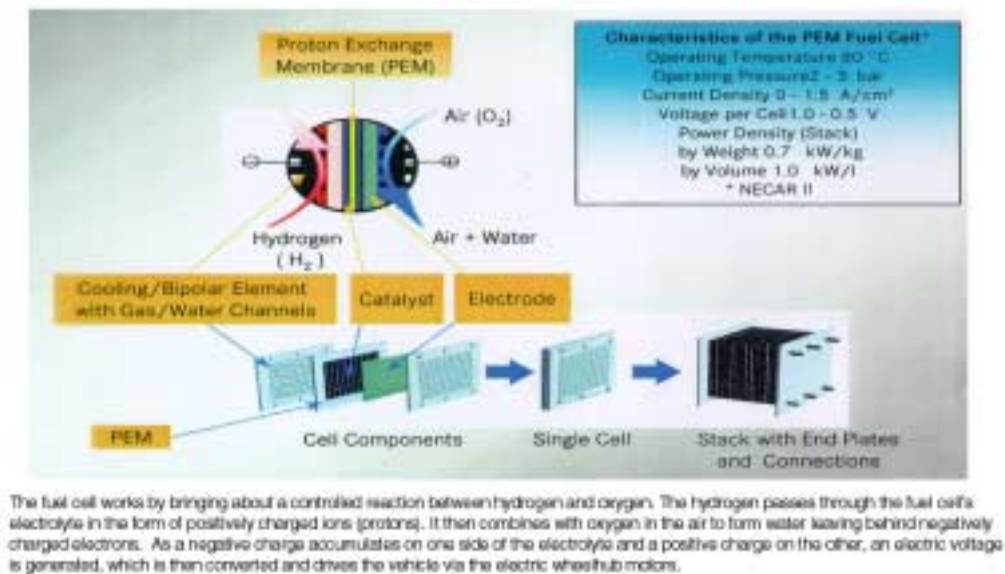 Proton Exchange
Membrane (PEM)
Characteristics of the PEM Fuel Cell*
Operating Temperature 80 °C
Operating Pressure2 - 3 bar
Current Density 0 - 1.5 A/cm²
Voltage per Cell 1.0 - 0.5 V
Power Density (Stack)
by Weight 0.7 kW/kg
by Volume 1.0 kW/l
* NECAR II
Air (O₂)
Hydrogen
( H₂ )
Air + Water
Cooling/Bipolar Element
with Gas/Water Channels
Catalyst
Electrode
PEM
Cell Components
Single Cell
Stack with End Plates
and Connections
The fuel cell works by bringing about a controlled reaction between hydrogen and oxygen. The hydrogen passes through the fuel cell's
electrolyte in the form of positively charged ions (protons). It then combines with oxygen in the air to form water leaving behind negatively
charged electrons. As a negative charge accumulates on one side of the electrolyte and a positive charge on the other, an electric voltage
is generated, which is then converted and drives the vehicle via the electric wheelhub motors.